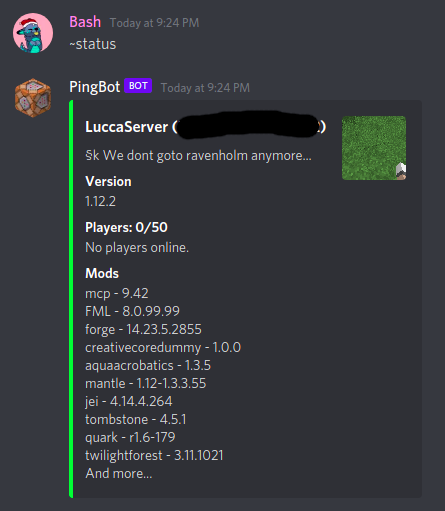 Bash Today at 9:24 PM
~status
PingBot BOT Today at 9:24 PM
LuccaServer ( )
§k We dont goto ravenholm anymore...
Version
1.12.2
Players: 0/50
No players online.
Mods
mcp - 9.42
FML - 8.0.99.99
forge - 14.23.5.2855
creativecoredummy - 1.0.0
aquaacrobatics - 1.3.5
mantle - 1.12-1.3.3.55
jei - 4.14.4.264
tombstone - 4.5.1
quark - r1.6-179
twilightforest - 3.11.1021
And more...